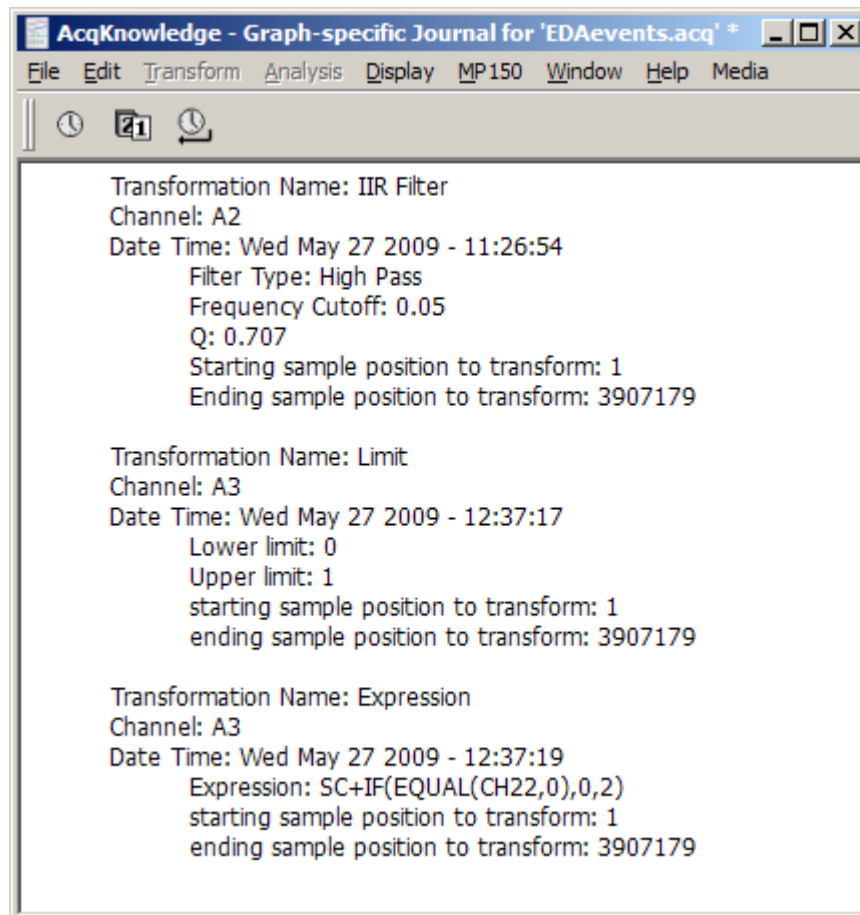 AcqKnowledge - Graph-specific Journal for 'EDAevents.acq' *
File Edit Transform Analysis Display MP150 Window Help Media
21
Transformation Name: IIR Filter
Channel: A2
Date Time: Wed May 27 2009 - 11:26:54
Filter Type: High Pass
Frequency Cutoff: 0.05
Q: 0.707
Starting sample position to transform: 1
Ending sample position to transform: 3907179
Transformation Name: Limit
Channel: A3
Date Time: Wed May 27 2009 - 12:37:17
Lower limit: 0
Upper limit: 1
starting sample position to transform: 1
ending sample position to transform: 3907179
Transformation Name: Expression
Channel: A3
Date Time: Wed May 27 2009 - 12:37:19
Expression: SC+IF(EQUAL(CH22,0),0,2)
starting sample position to transform: 1
ending sample position to transform: 3907179